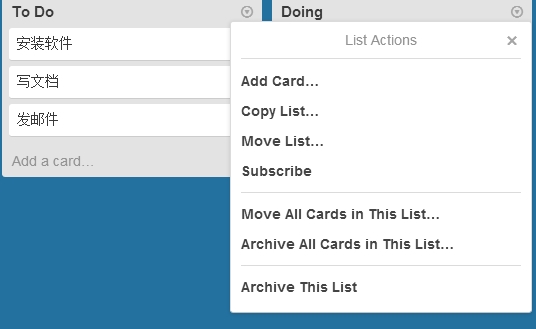 To Do
安装软件
写文档
发邮件
Add a card…
Doing
List Actions
Add Card…
Copy List…
Move List…
Subscribe
Move All Cards in This List…
Archive All Cards in This List…
Archive This List